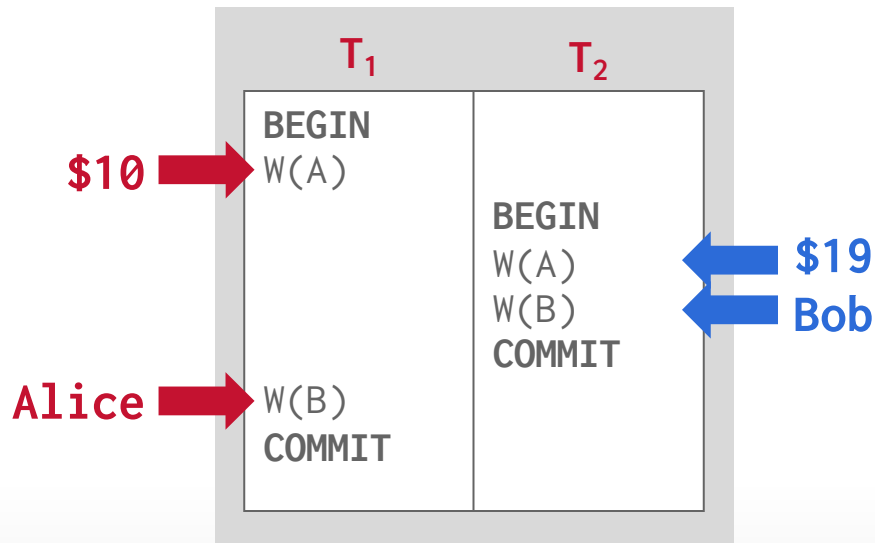 T1
T2
BEGIN
$10
W(A)
BEGIN
W(A)
$19
W(B)
Bob
COMMIT
Alice
W(B)
COMMIT